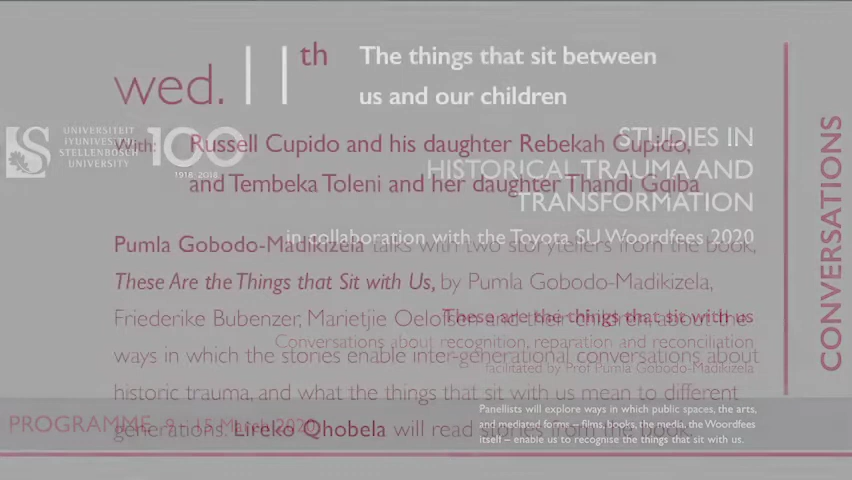 wed. 11th
The things that sit between
us and our children
With: Russell Cupido and his daughter Rebekah Cupido,
and Tembeka Toleni and her daughter Thandi Gqiba
Pumla Gobodo-Madikizela talks with two storytellers from the book,
These Are the Things that Sit with Us, by Pumla Gobodo-Madikizela,
Friederike Bubenzer, Marietjie Oelofsen and their children, about the
ways in which the stories enable inter-generational conversations about
historic trauma, and what the things that sit with us mean to different
generations. Lireko Qhobela will read stories from the book.
CONVERSATIONS
UNIVERSITEIT
IYUNIVESITHI
STELLENBOSCH
UNIVERSITY
100
1918 2018
STUDIES IN
HISTORICAL TRAUMA AND
TRANSFORMATION
in collaboration with the Toyota SU Woordfees 2020
These are the things that sit with us
Conversations about recognition, reparation and reconciliation
facilitated by Prof Pumla Gobodo-Madikizela
PROGRAMME 9 - 15 March 2020
Panellists will explore ways in which public spaces, the arts,
and mediated forms – films, books, the media, the Woordfees
itself – enable us to recognise the things that sit with us.